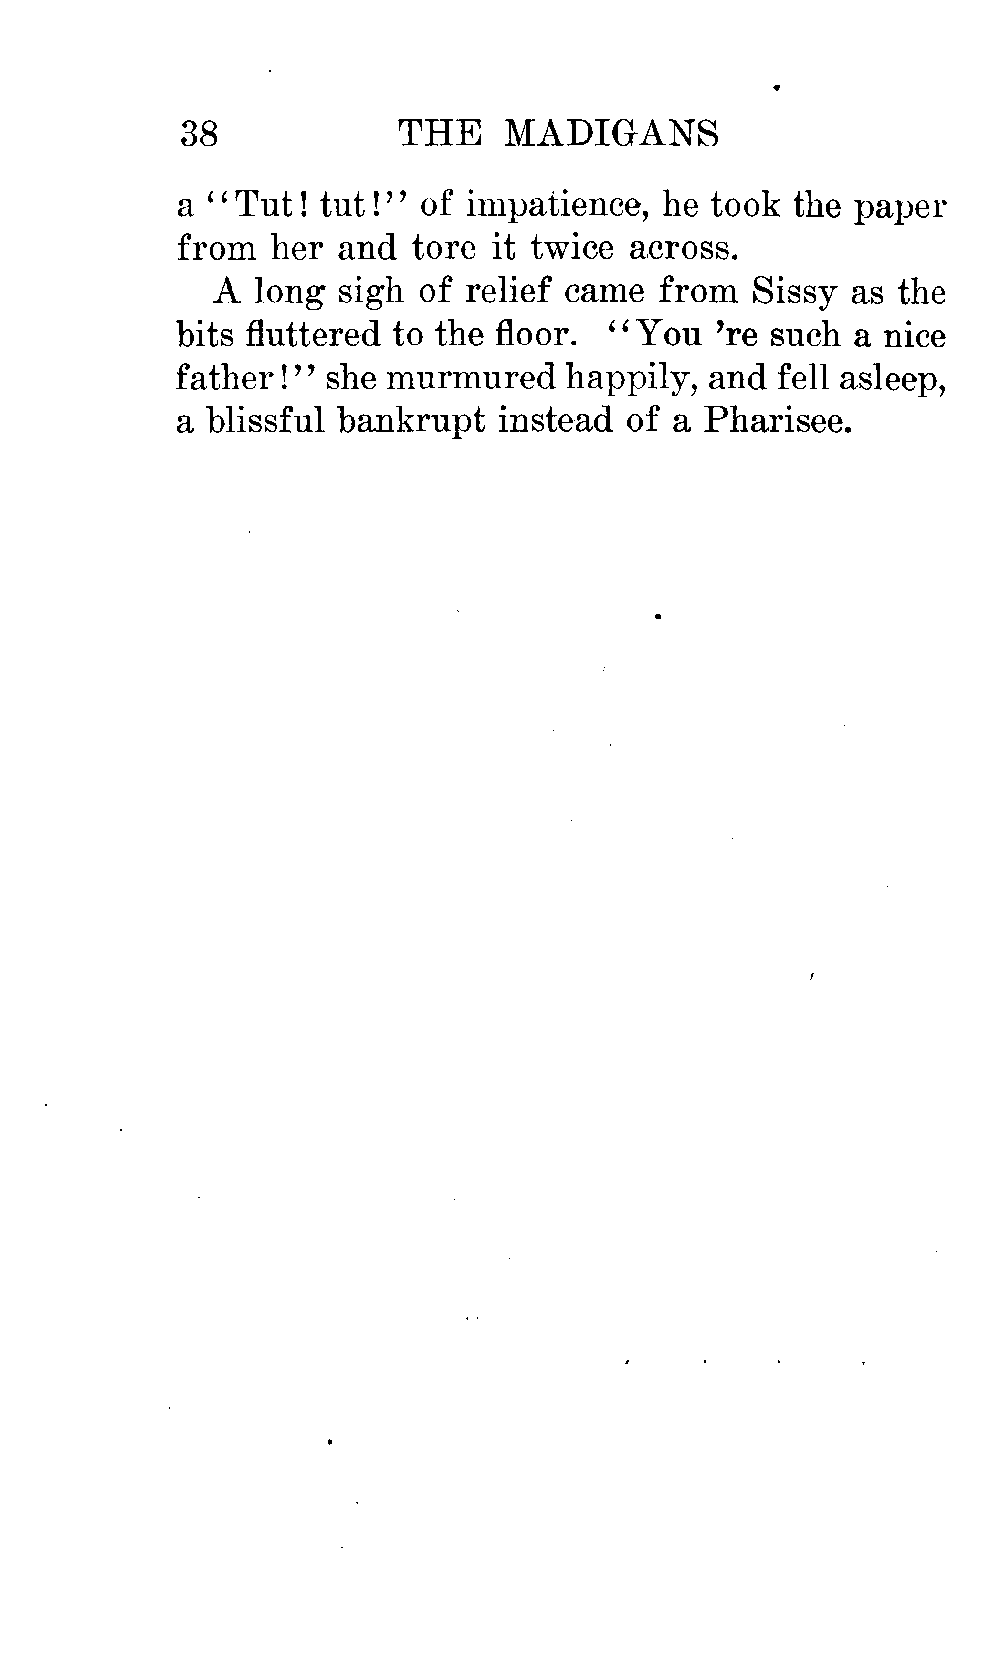 38 THE MADIGANS
a "Tut! tut!" of impatience, he took the paper
from her and tore it twice across.
A long sigh of relief came from Sissy as the
bits fluttered to the floor. "You 're such a nice
father!" she murmured happily, and fell asleep,
a blissful bankrupt instead of a Pharisee.